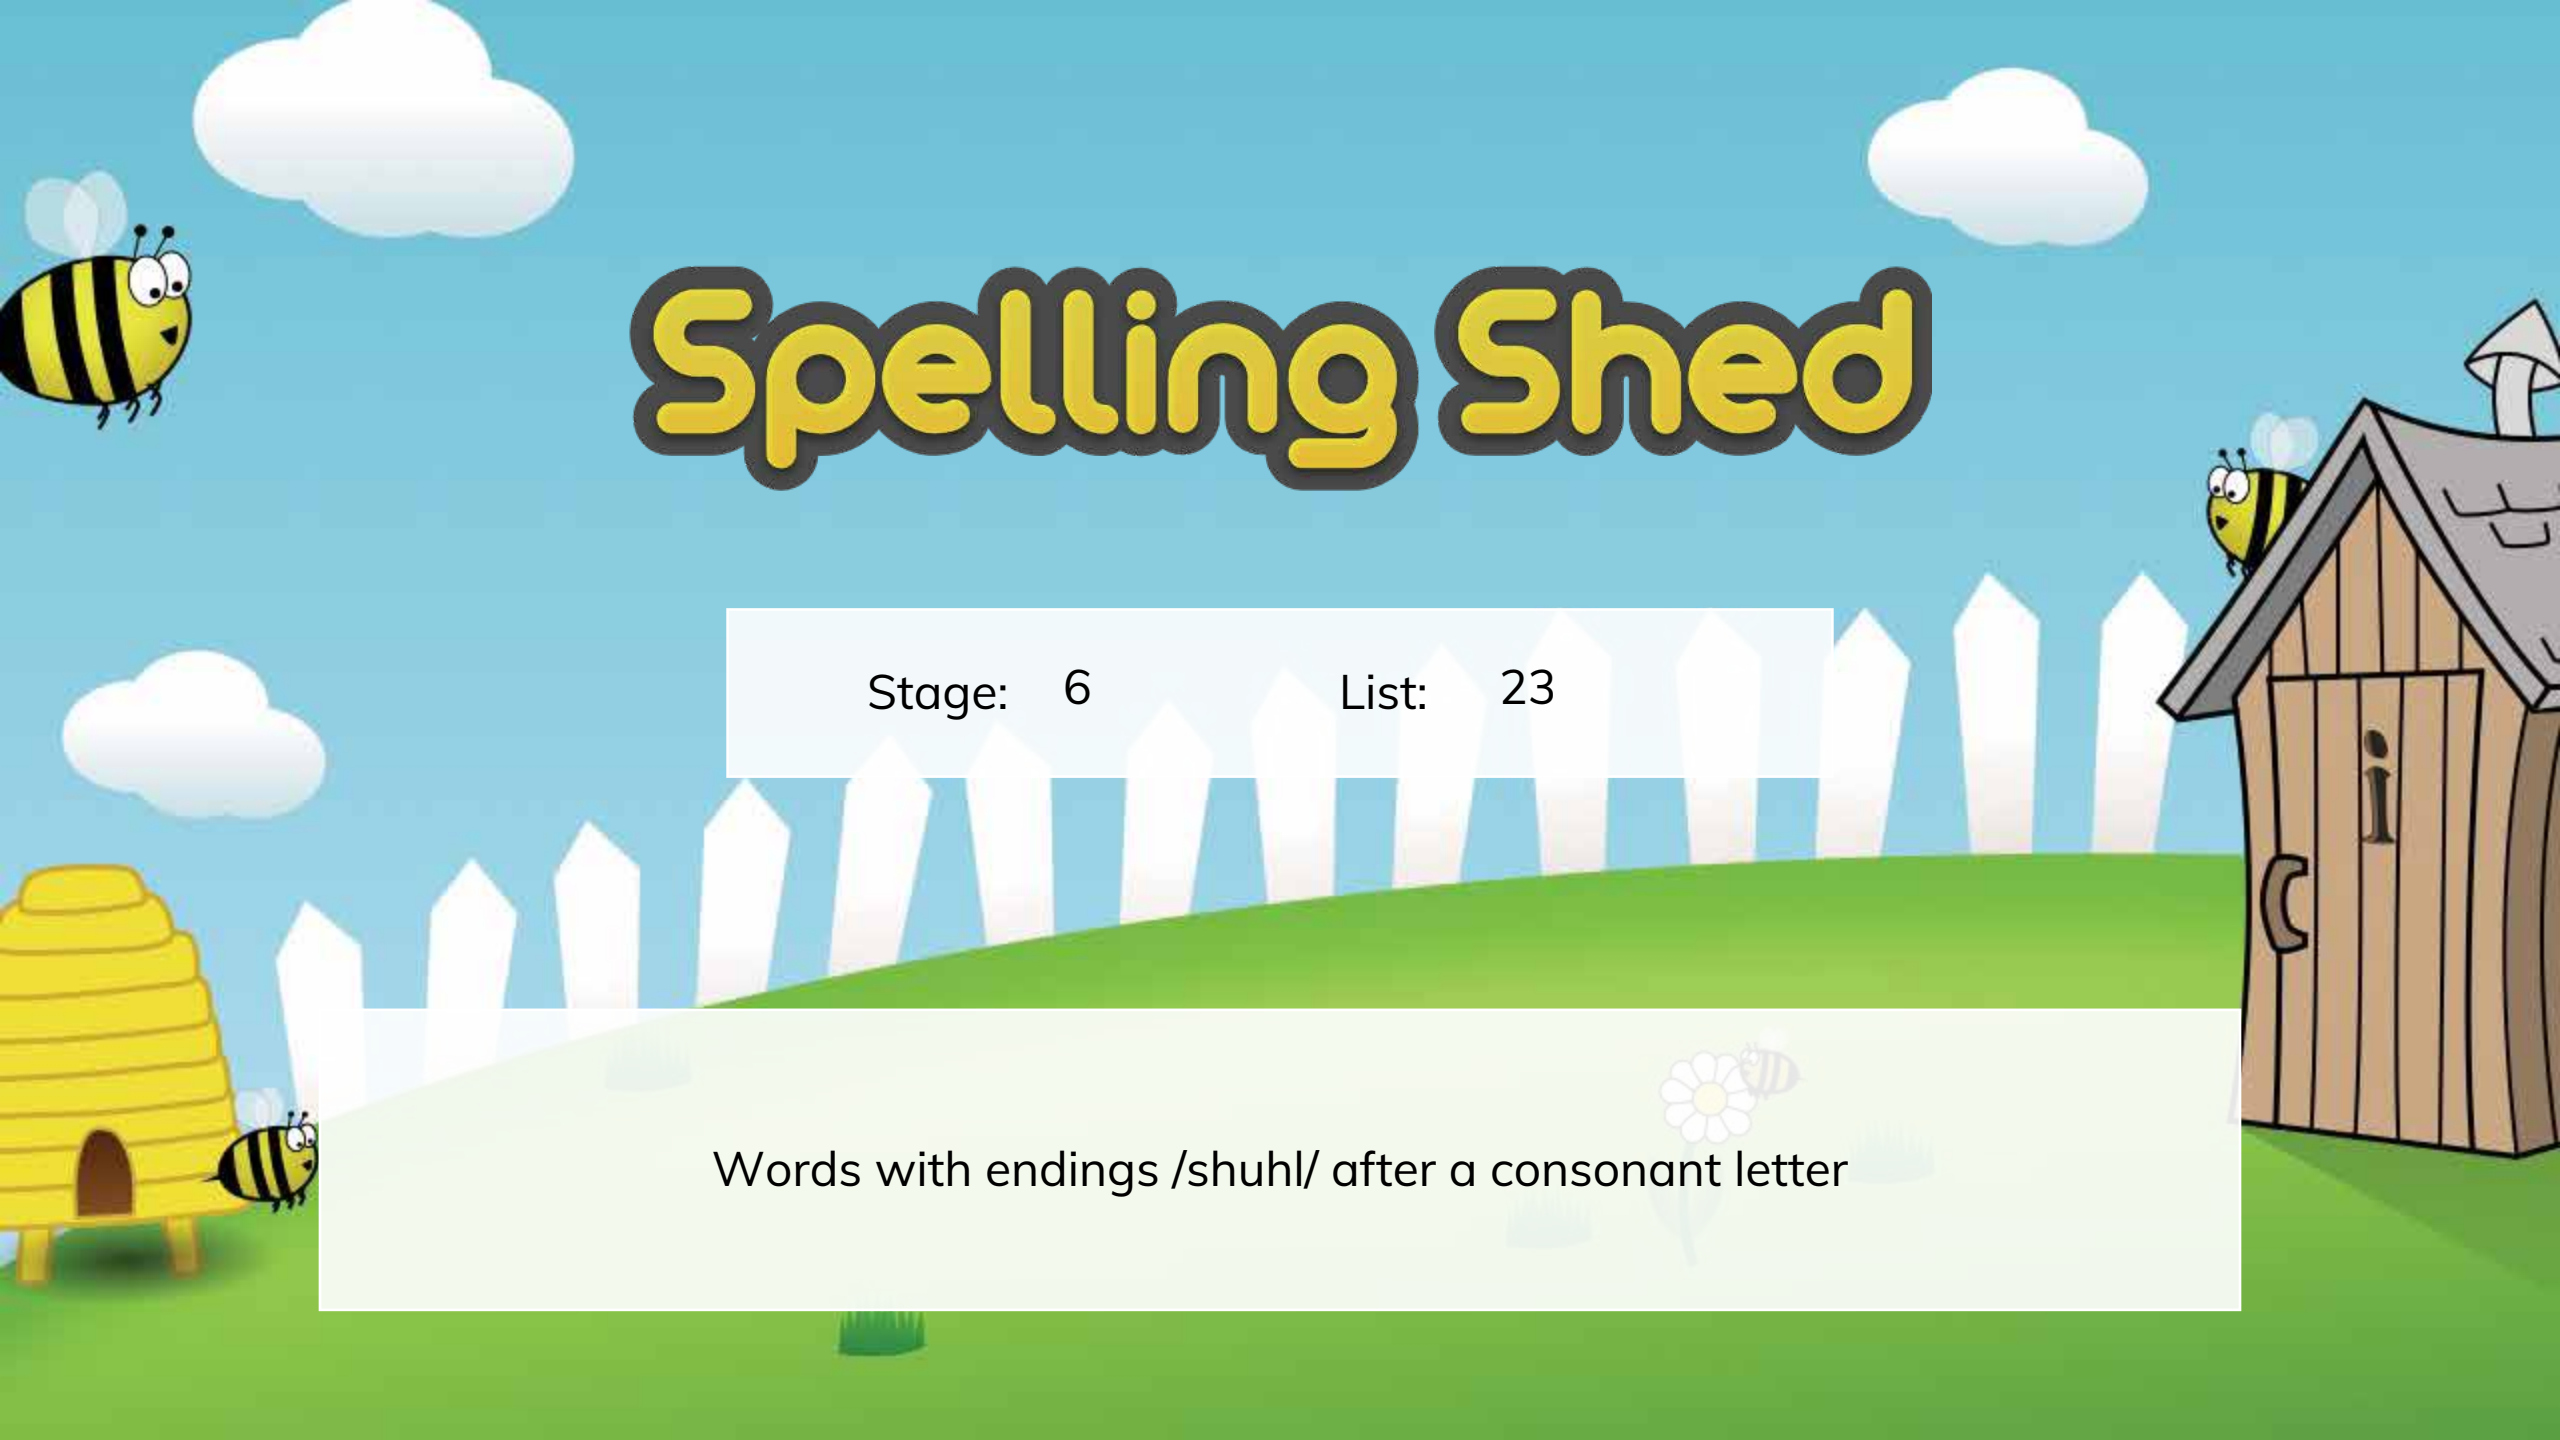 Spelling Shed
Stage: 6 List: 23
i
Words with endings /shuhl/ after a consonant letter